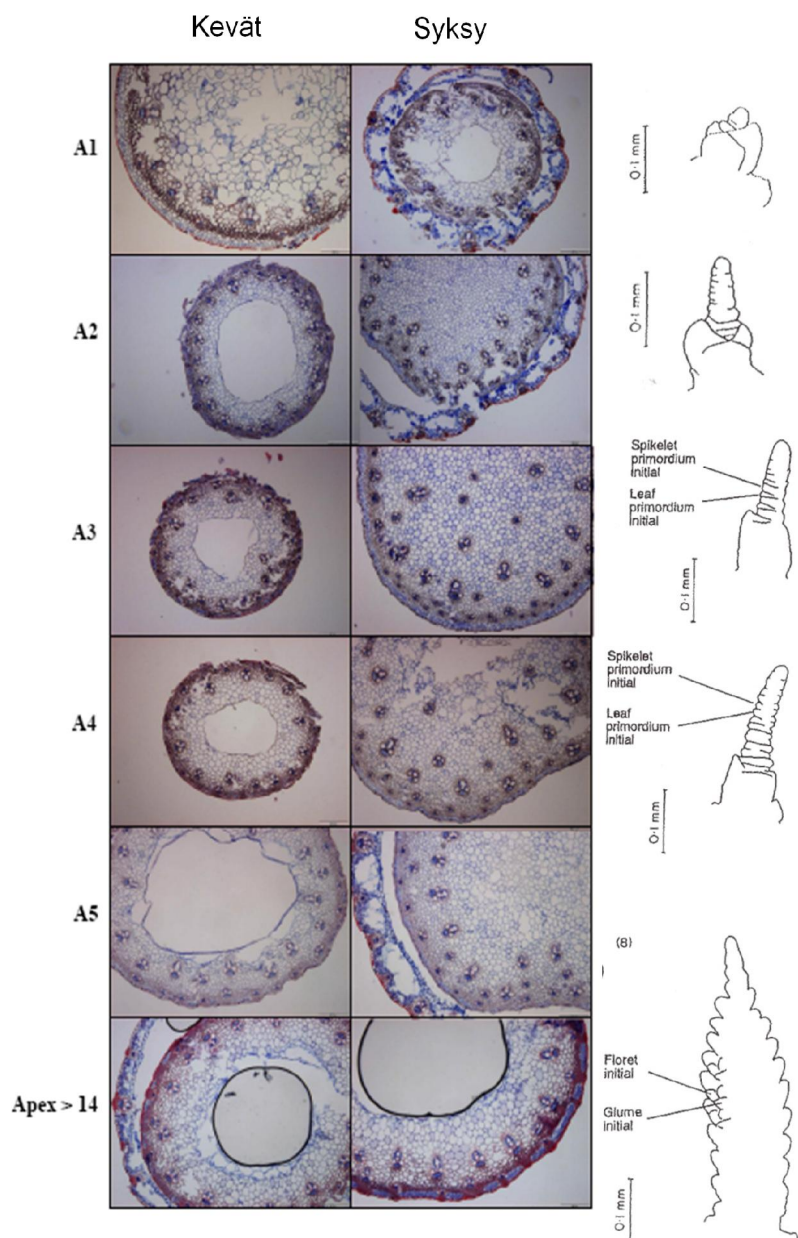 Kevät
Syksy
A1
0·1 mm
A2
0·1 mm
A3
Spikelet
primordium
initial
Leaf
primordium
initial
0·1 mm
A4
Spikelet
primordium
initial
Leaf
primordium
initial
0·1 mm
A5
(8)
Floret
initial
Glume
initial
Apex > 14
0·1 mm